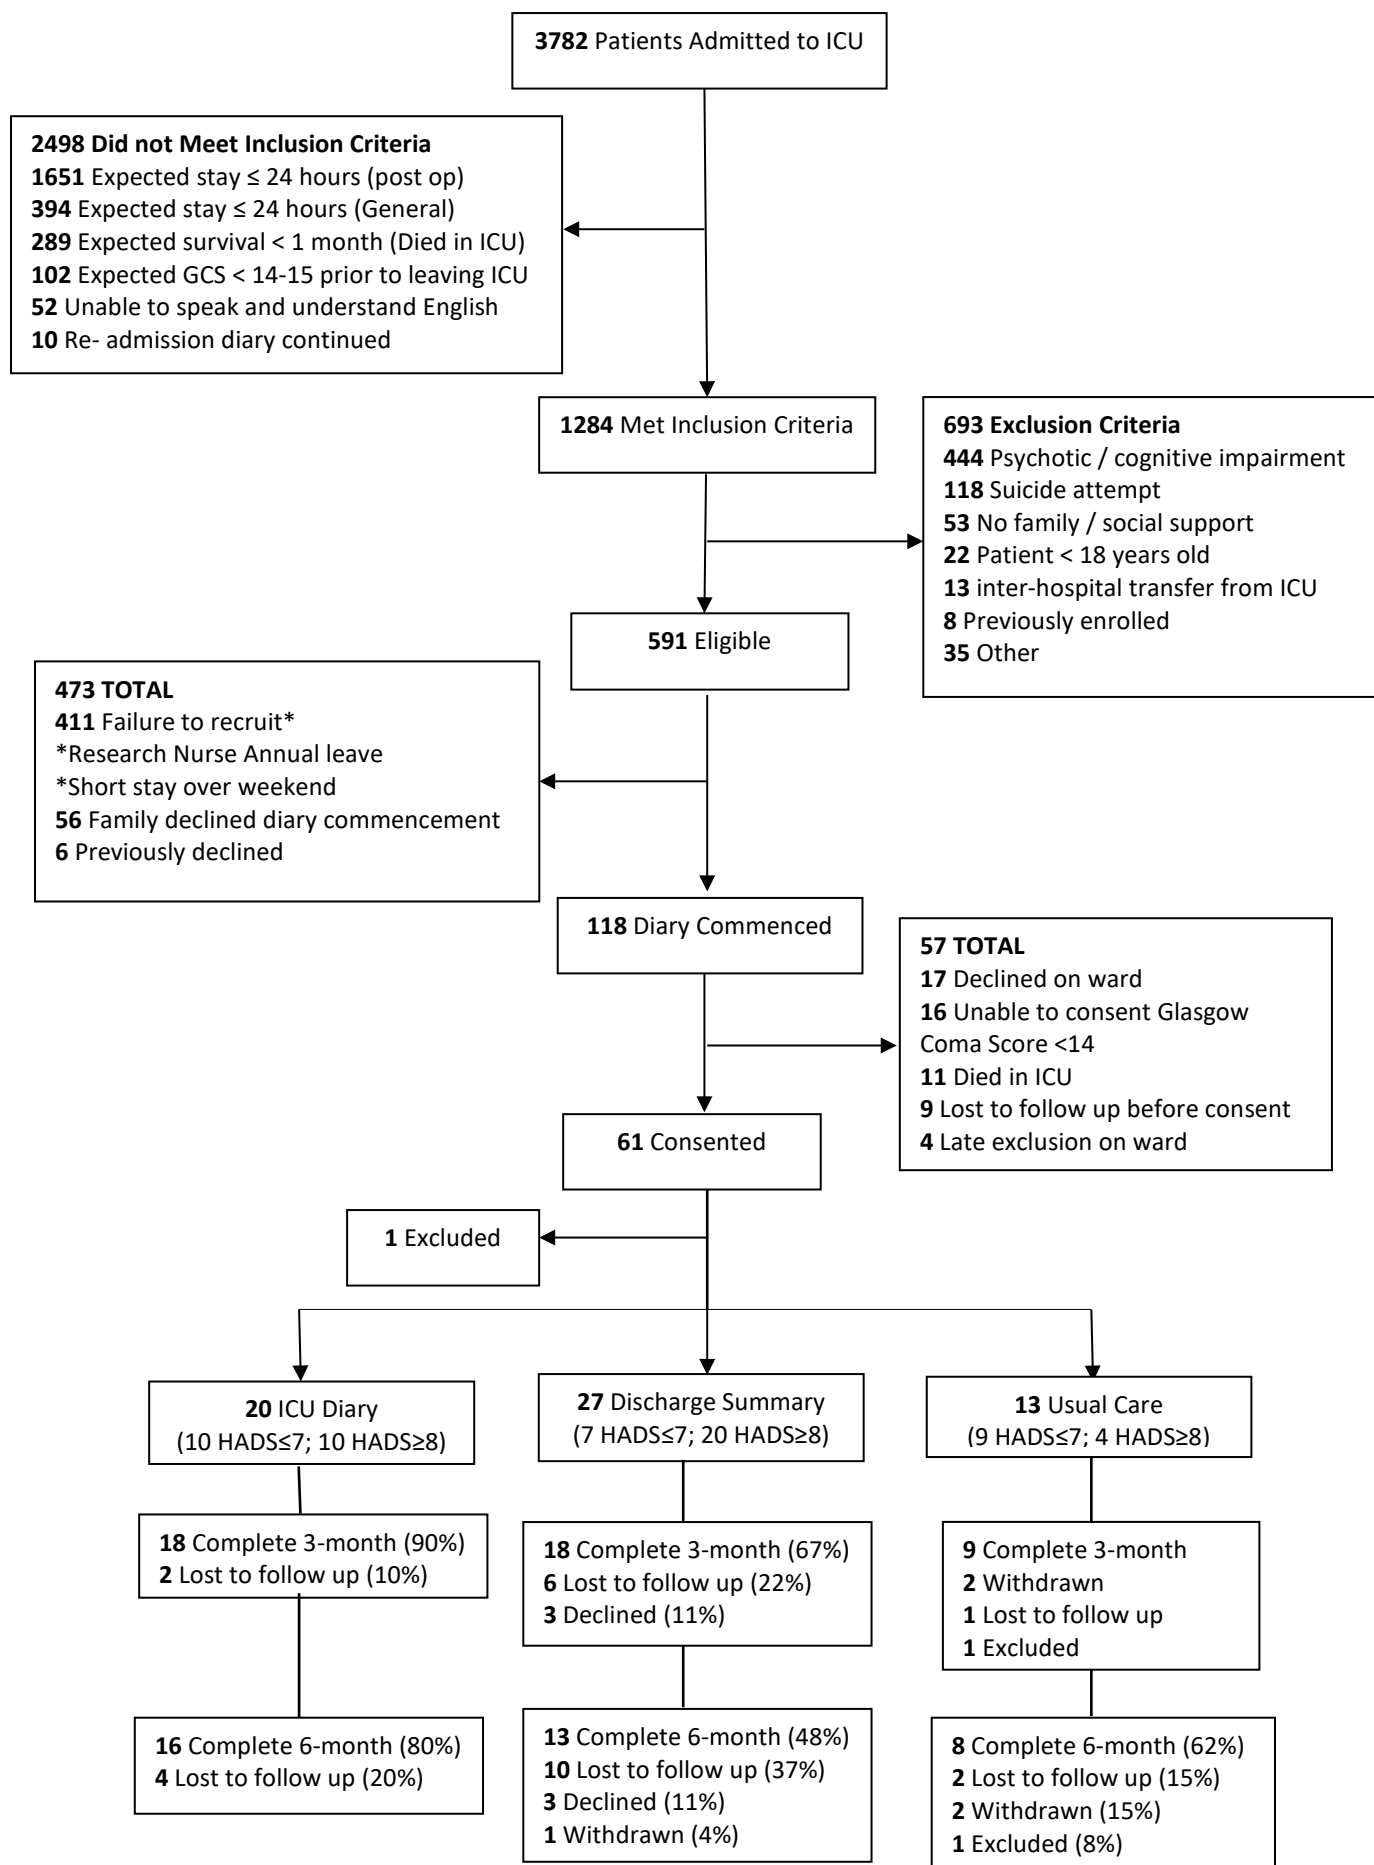 3782 Patients Admitted to ICU
2498 Did not Meet Inclusion Criteria
1651 Expected stay ≤ 24 hours (post op)
394 Expected stay ≤ 24 hours (General)
289 Expected survival < 1 month (Died in ICU)
102 Expected GCS < 14-15 prior to leaving ICU
52 Unable to speak and understand English
10 Re- admission diary continued
1284 Met Inclusion Criteria
693 Exclusion Criteria
444 Psychotic / cognitive impairment
118 Suicide attempt
53 No family / social support
22 Patient < 18 years old
13 inter-hospital transfer from ICU
8 Previously enrolled
35 Other
591 Eligible
473 TOTAL
411 Failure to recruit*
*Research Nurse Annual leave
*Short stay over weekend
56 Family declined diary commencement
6 Previously declined
118 Diary Commenced
57 TOTAL
17 Declined on ward
16 Unable to consent Glasgow
Coma Score <14
11 Died in ICU
9 Lost to follow up before consent
4 Late exclusion on ward
61 Consented
1 Excluded
20 ICU Diary
(10 HADS≤7; 10 HADS≥8)
27 Discharge Summary
(7 HADS≤7; 20 HADS≥8)
13 Usual Care
(9 HADS≤7; 4 HADS≥8)
18 Complete 3-month (90%)
2 Lost to follow up (10%)
18 Complete 3-month (67%)
6 Lost to follow up (22%)
3 Declined (11%)
9 Complete 3-month
2 Withdrawn
1 Lost to follow up
1 Excluded
16 Complete 6-month (80%)
4 Lost to follow up (20%)
13 Complete 6-month (48%)
10 Lost to follow up (37%)
3 Declined (11%)
1 Withdrawn (4%)
8 Complete 6-month (62%)
2 Lost to follow up (15%)
2 Withdrawn (15%)
1 Excluded (8%)